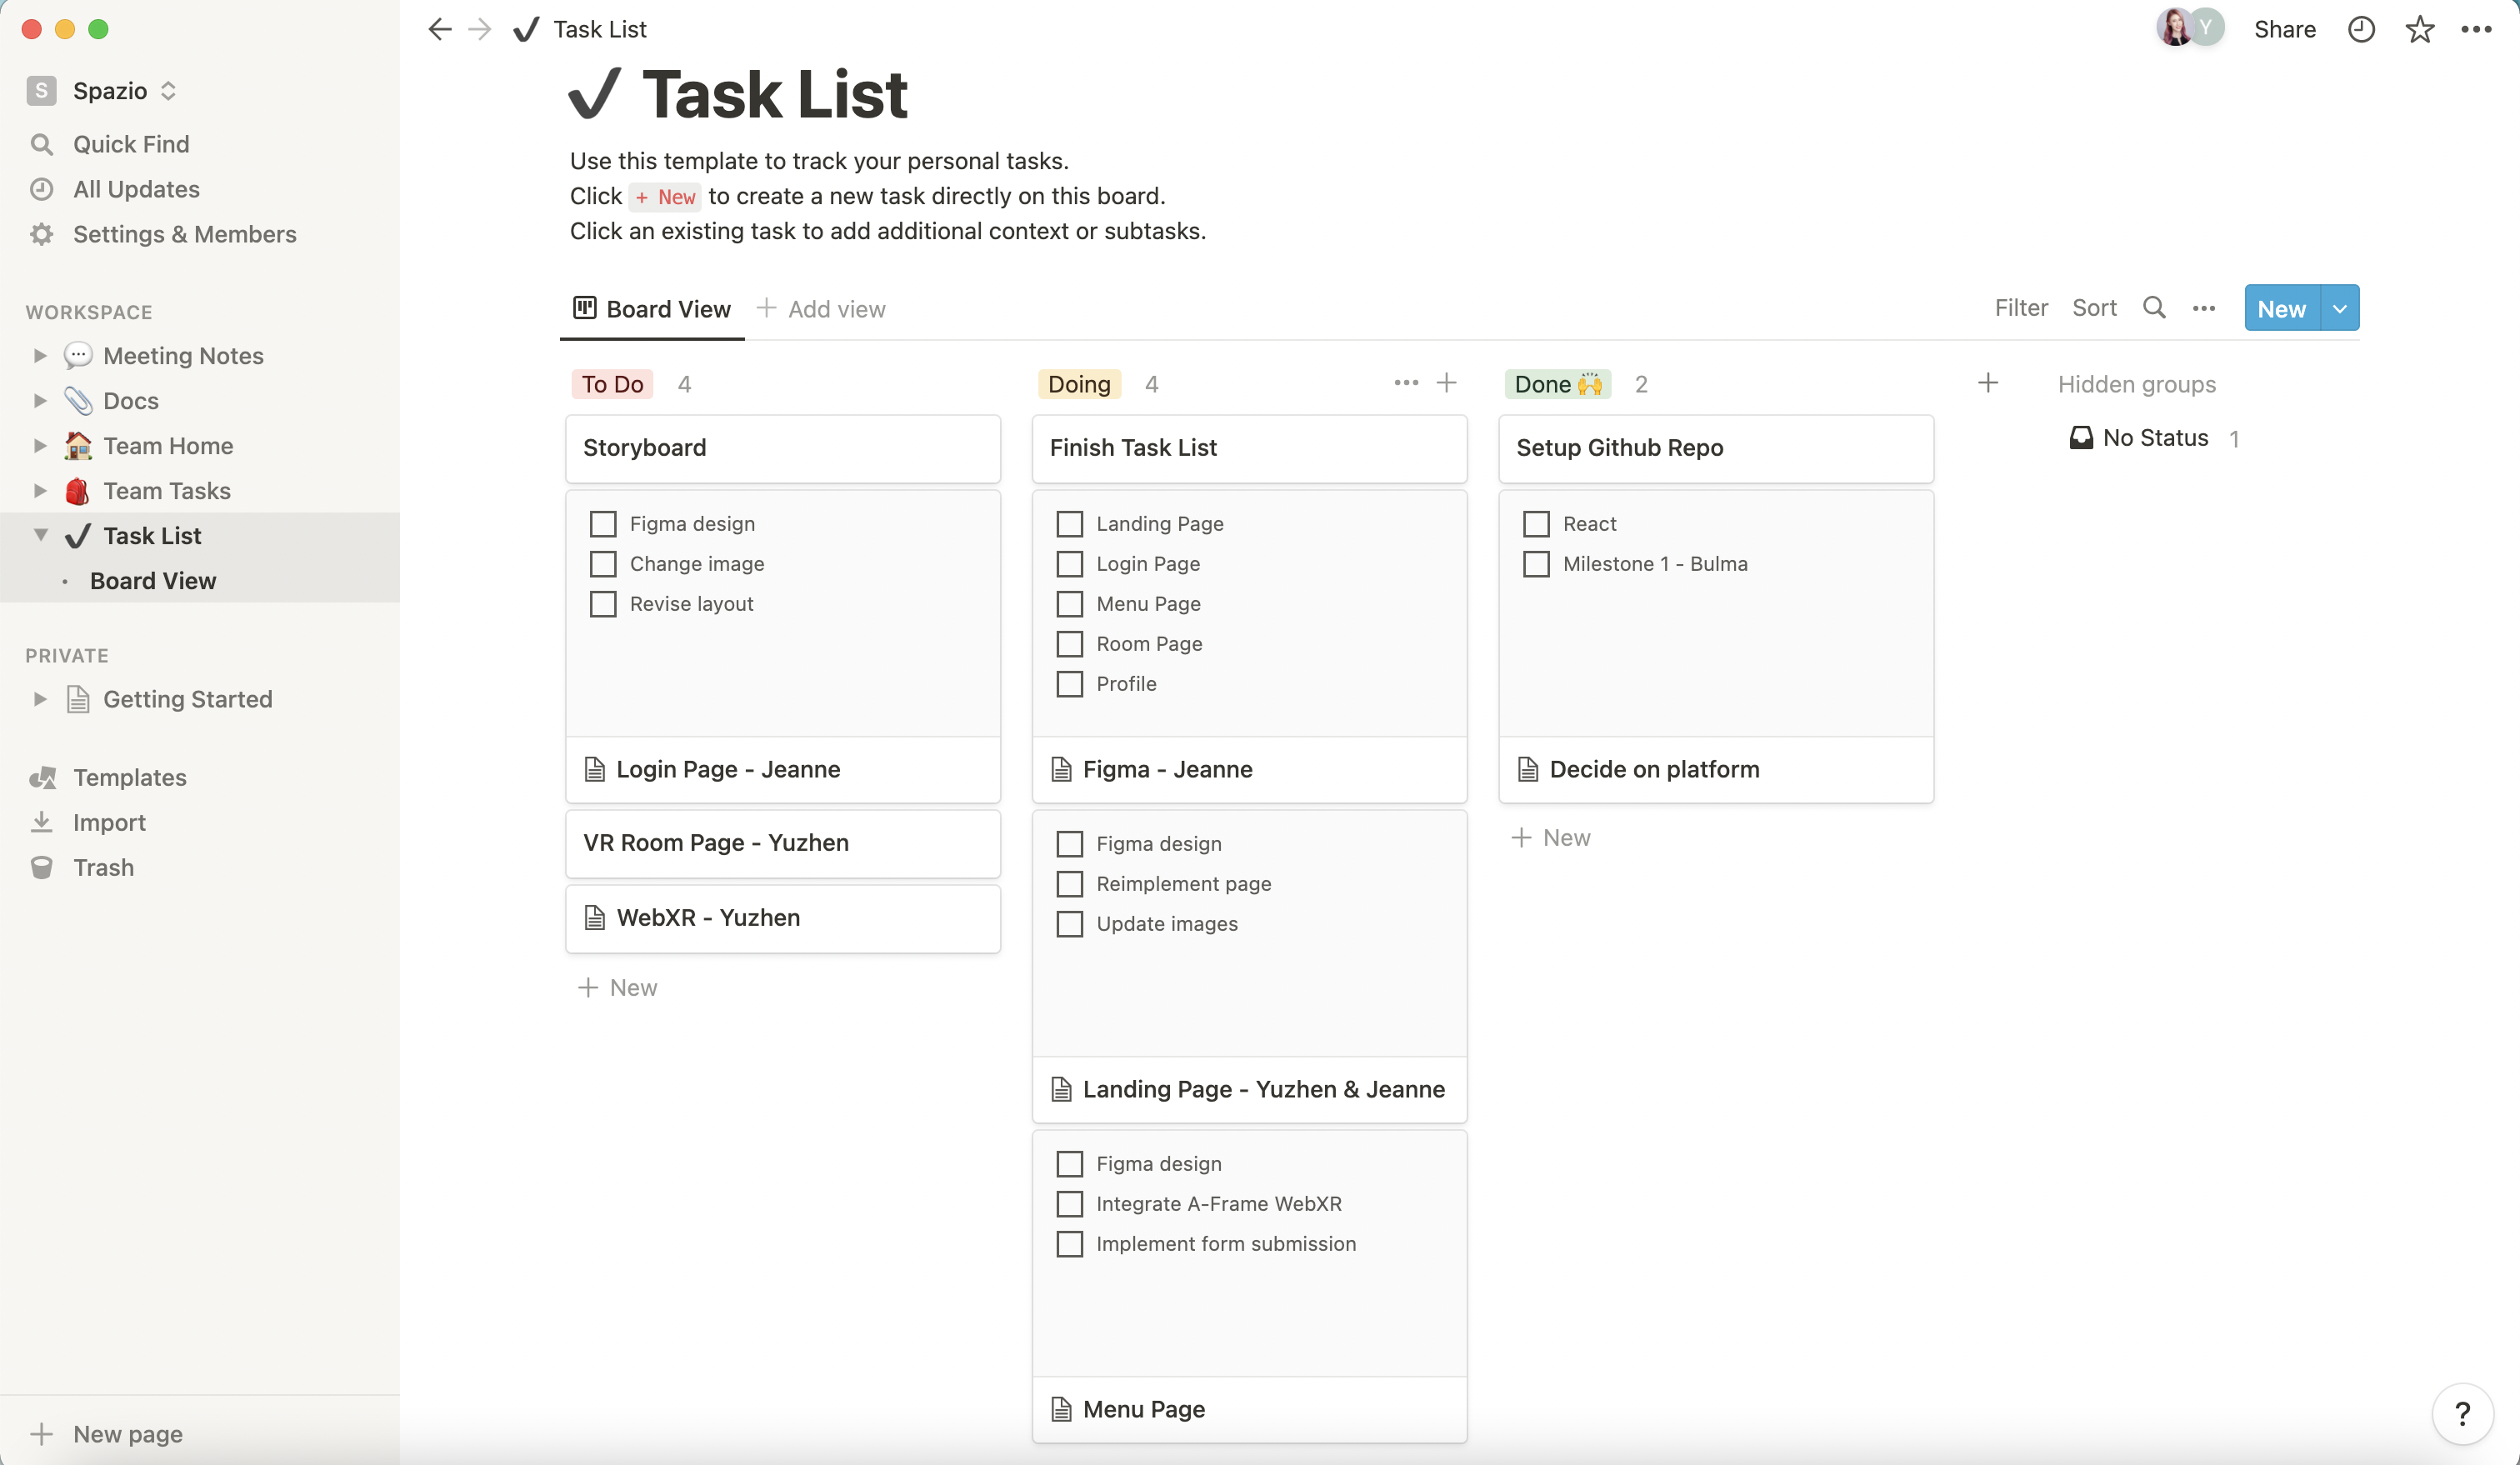 Task List
Y
Share
S
Spazio
Quick Find
All Updates
Settings & Members
WORKSPACE
Meeting Notes
Docs
Team Home
Team Tasks
Task List
Board View
PRIVATE
Getting Started
Templates
Import
Trash
New page
Task List
Use this template to track your personal tasks.
Click + New to create a new task directly on this board.
Click an existing task to add additional context or subtasks.
Board View
Add view
Filter
Sort
New
To Do 4
Storyboard
Figma design
Change image
Revise layout
Login Page - Jeanne
VR Room Page - Yuzhen
WebXR - Yuzhen
New
Doing 4
Finish Task List
Landing Page
Login Page
Menu Page
Room Page
Profile
Figma - Jeanne
Figma design
Reimplement page
Update images
Landing Page - Yuzhen & Jeanne
Figma design
Integrate A-Frame WebXR
Implement form submission
Menu Page
Done 🙌 2
Setup Github Repo
React
Milestone 1 - Bulma
Decide on platform
New
Hidden groups
No Status 1
?